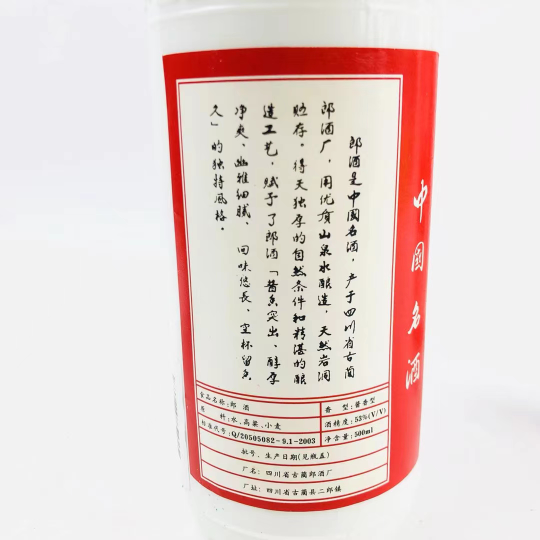 郎酒是中國名酒，产于四川省古蔺
郎酒厂，用优质山泉水酿造，天然岩洞
贮存。得天独厚的自然条件和精湛的酿
造工艺，赋予了郎酒「酱香突出、醇厚
净爽、幽雅细腻、回味悠長、空杯留香
久」的独特風格。
中國名酒
食品名称:郎 酒
香 型:酱香型
原 料:水、高粱、小麦
酒精度:53%(V/V)
标准代号:Q/20505082-9.1-2003
净含量:500ml
批号、生产日期(见瓶盖)
厂名: 四川省古蔺郎酒厂
厂址: 四川省古蔺县二郎镇